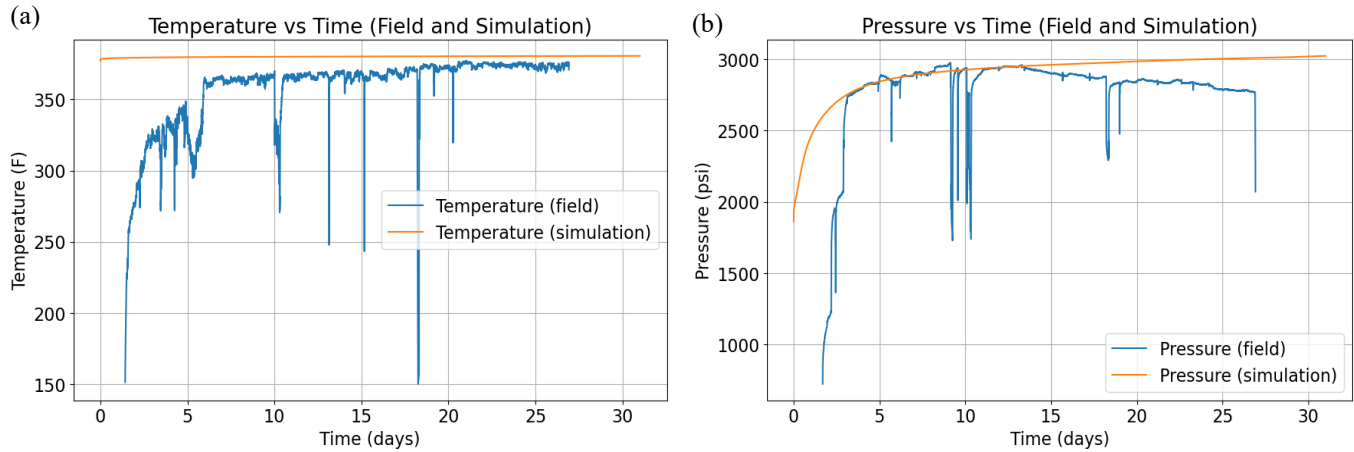 (a)
Temperature vs Time (Field and Simulation)
Temperature (F)
350
300
250
200
150
Temperature (field)
Temperature (simulation)
0 5 10 15 20 25 30
Time (days)
(b)
Pressure vs Time (Field and Simulation)
Pressure (psi)
3000
2500
2000
1500
1000
Pressure (field)
Pressure (simulation)
0 5 10 15 20 25 30
Time (days)